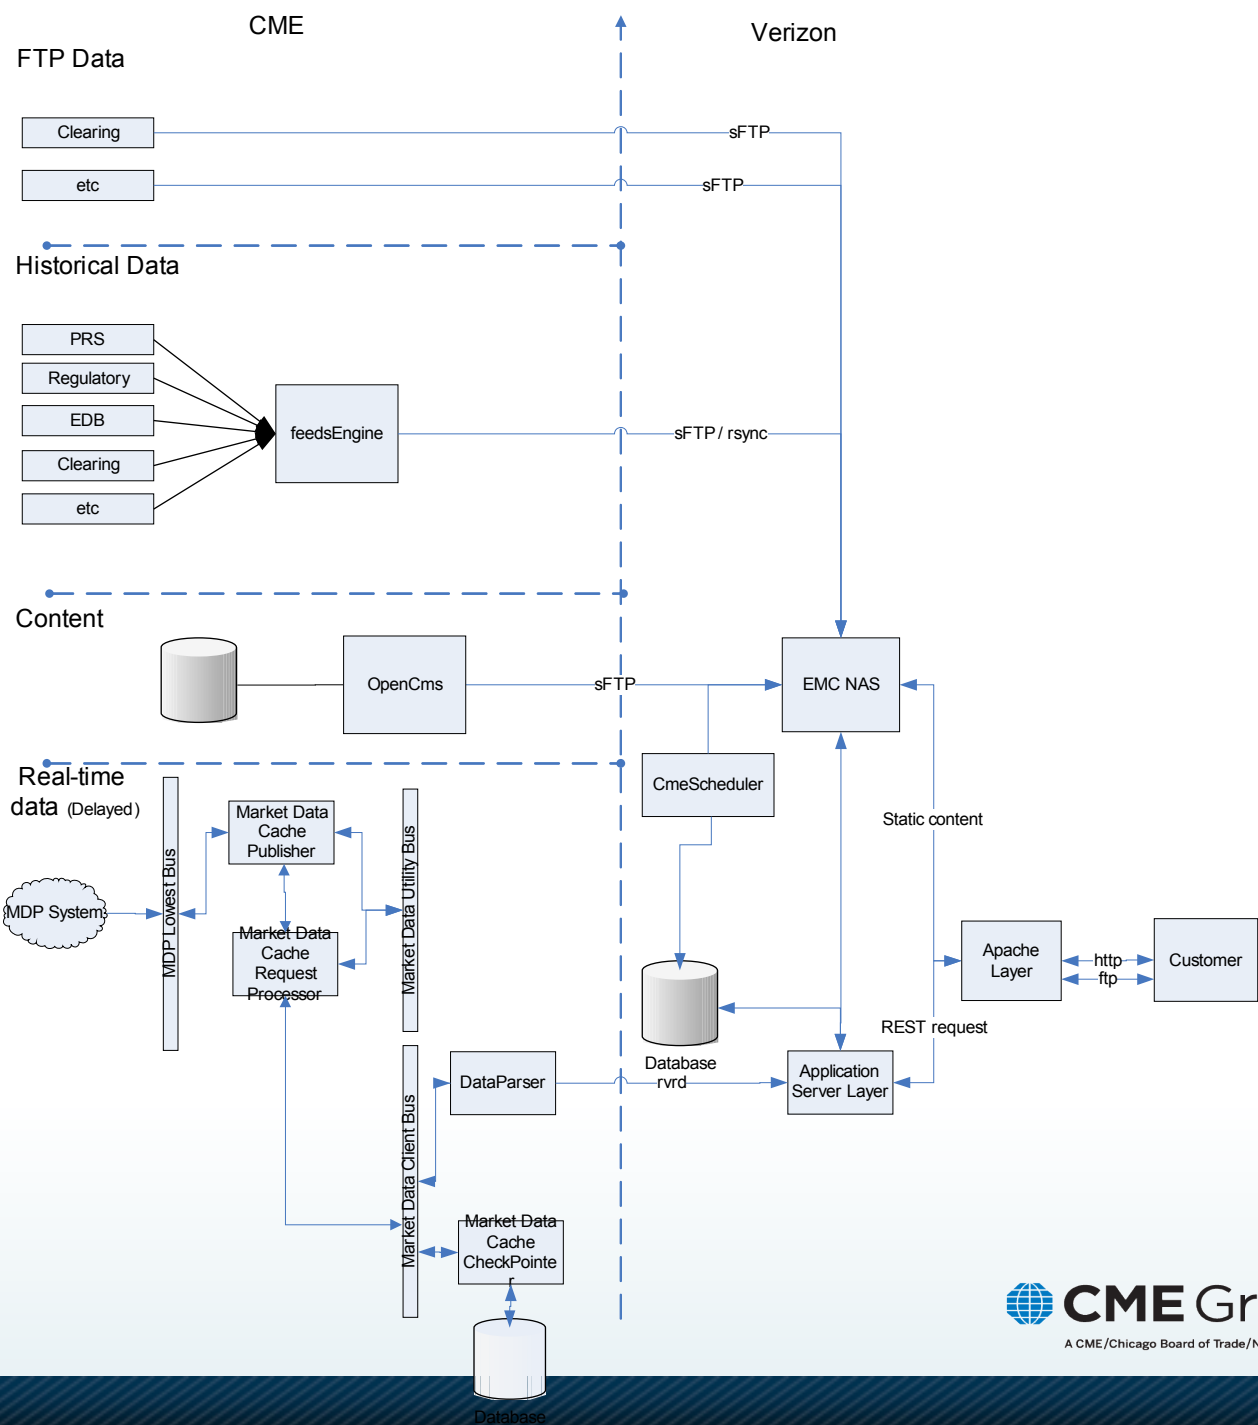 CME
Verizon
FTP Data
Clearing
sFTP
etc
sFTP
Historical Data
PRS
Regulatory
EDB
Clearing
etc
feedsEngine
sFTP / rsync
Content
OpenCms
sFTP
EMC NAS
CmeScheduler
Real-time
data (Delayed)
MDP System
MDP Lowest Bus
Market Data
Cache
Publisher
Market Data
Cache
Request
Processor
Market Data Utility Bus
Static content
Apache
Layer
http
ftp
Customer
REST request
Database
rvrd
DataParser
Application
Server Layer
Market Data Client Bus
Market Data
Cache
CheckPointe
r
Database
CME Gr
A CME/Chicago Board of Trade/N